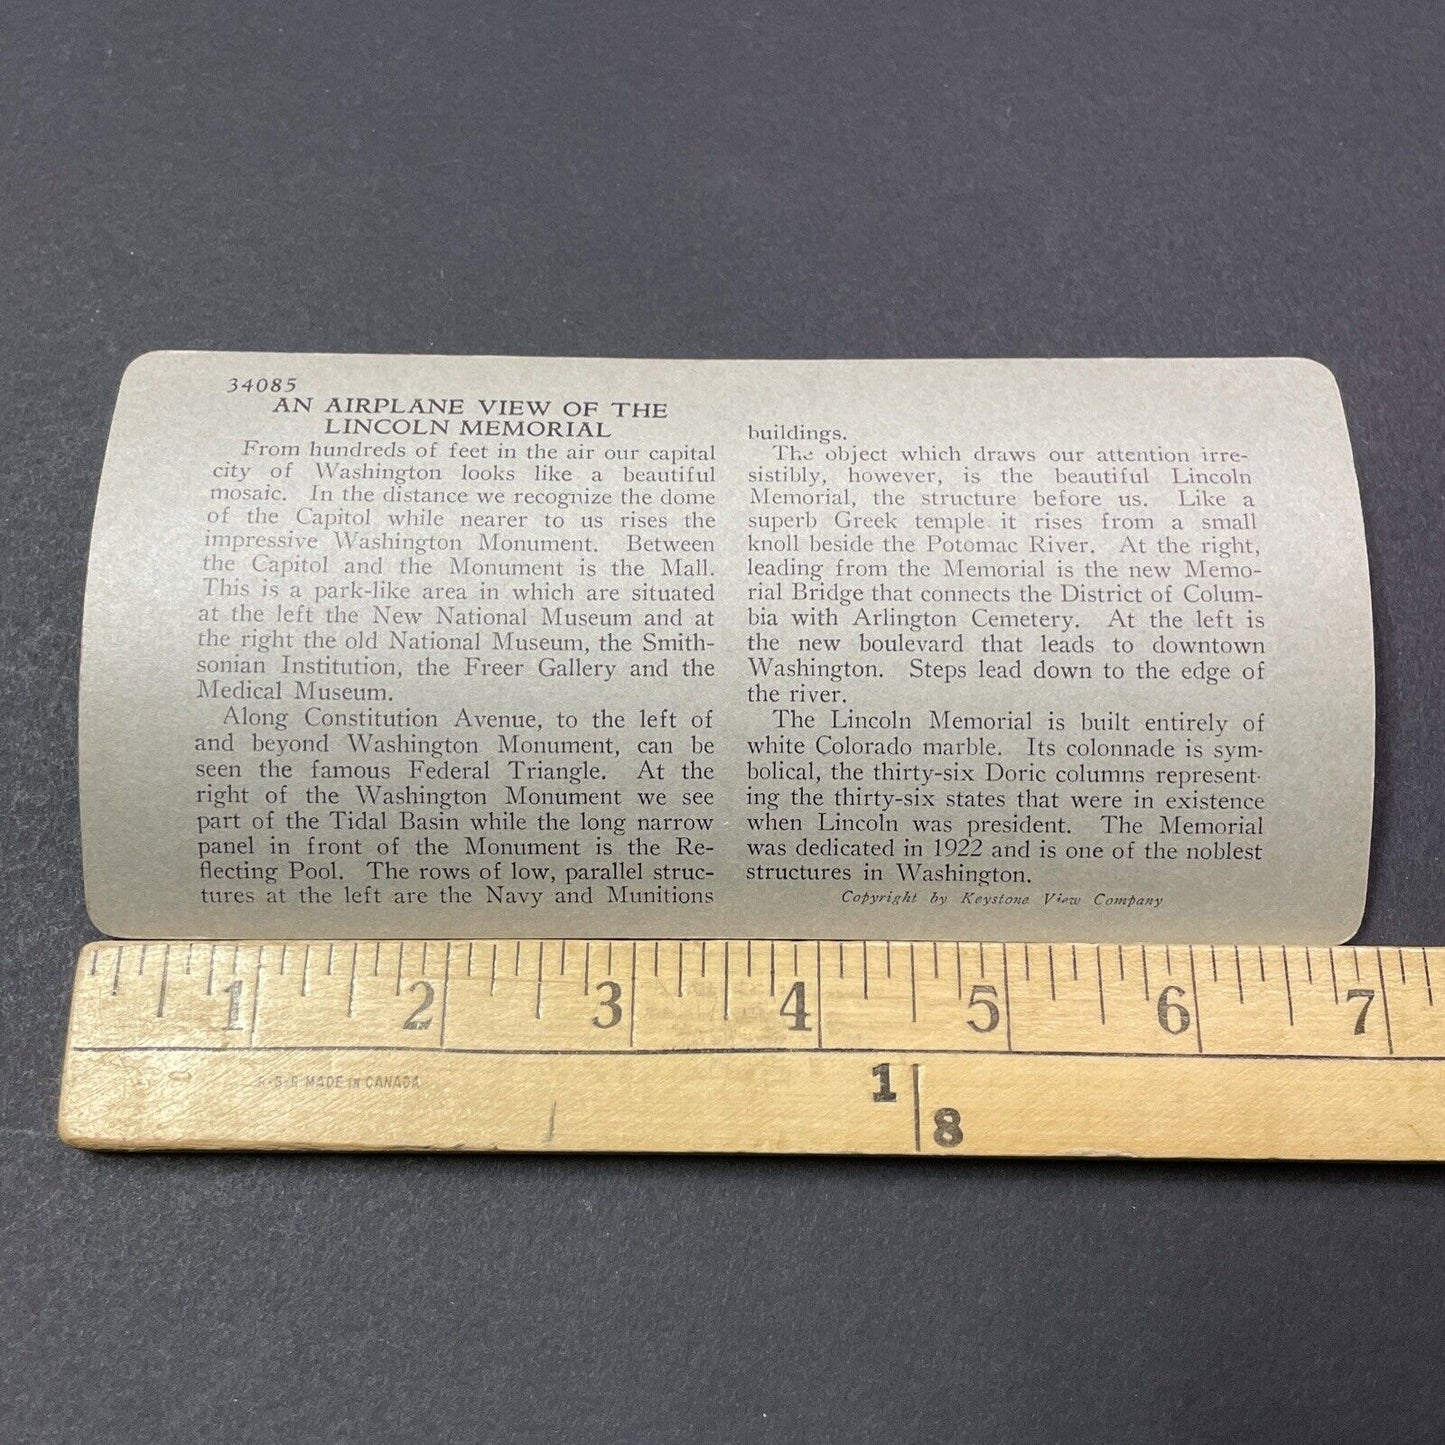 34085
AN AIRPLANE VIEW OF THE
LINCOLN MEMORIAL
From hundreds of feet in the air our capital
city of Washington looks like a beautiful
mosaic. In the distance we recognize the dome
of the Capitol while nearer to us rises the
impressive Washington Monument. Between
the Capitol and the Monument is the Mall.
This is a park-like area in which are situated
at the left the New National Museum and at
the right the old National Museum, the Smith-
sonian Institution, the Freer Gallery and the
Medical Museum.
Along Constitution Avenue, to the left of
and beyond Washington Monument, can be
seen the famous Federal Triangle. At the
right of the Washington Monument we see
part of the Tidal Basin while the long narrow
panel in front of the Monument is the Re-
flecting Pool. The rows of low, parallel struc-
tures at the left are the Navy and Munitions
buildings.
The object which draws our attention irre-
sistibly, however, is the beautiful Lincoln
Memorial, the structure before us. Like a
superb Greek temple it rises from a small
knoll beside the Potomac River. At the right,
leading from the Memorial is the new Memo-
rial Bridge that connects the District of Colum-
bia with Arlington Cemetery. At the left is
the new boulevard that leads to downtown
Washington. Steps lead down to the edge of
the river.
The Lincoln Memorial is built entirely of
white Colorado marble. Its colonnade is sym-
bolical, the thirty-six Doric columns represent-
ing the thirty-six states that were in existence
when Lincoln was president. The Memorial
was dedicated in 1922 and is one of the noblest
structures in Washington.
Copyright by Keystone View Company
1 2 3 4 5 6 7
MADE IN CANADA
1
8